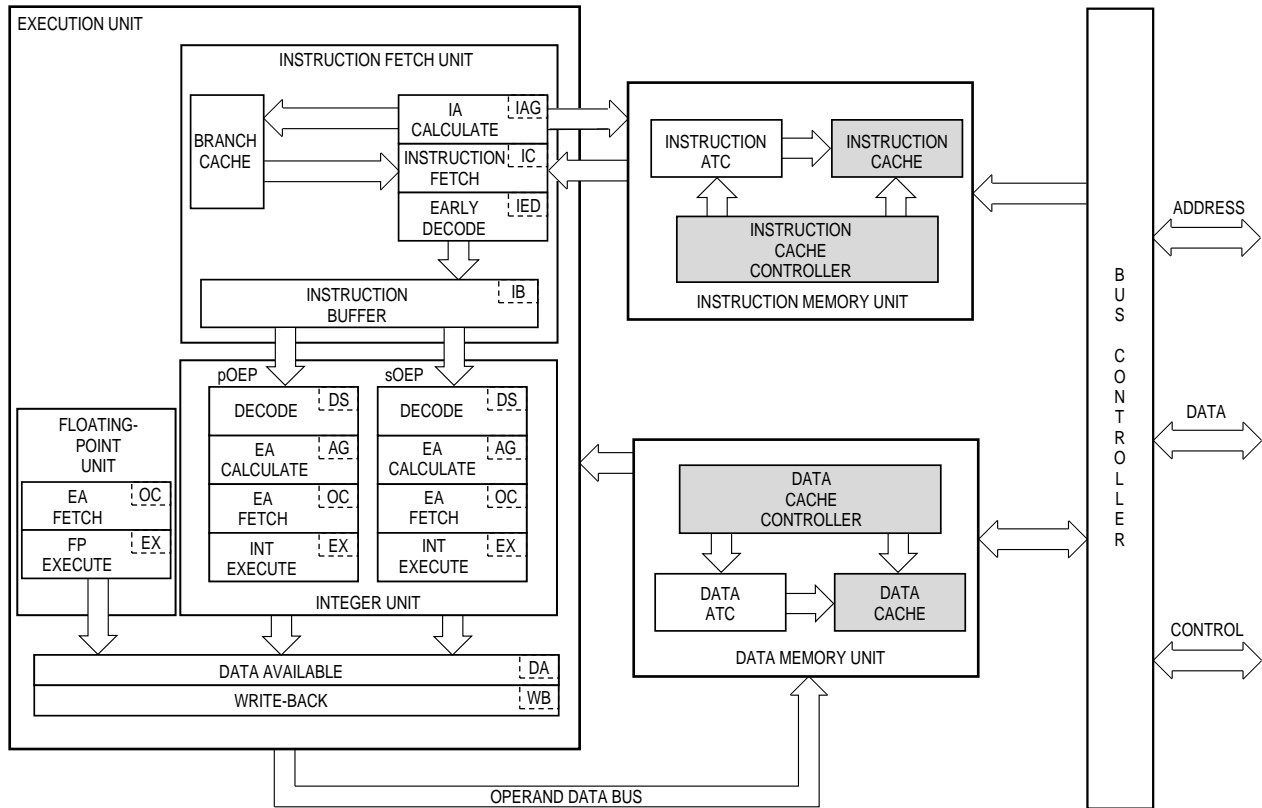 EXECUTION UNIT
INSTRUCTION FETCH UNIT
BRANCH
CACHE
IA
CALCULATE
IAG
INSTRUCTION
FETCH
IC
EARLY
DECODE
IED
INSTRUCTION
BUFFER
IB
pOEP
DECODE
DS
EA
CALCULATE
AG
EA
FETCH
OC
INT
EXECUTE
EX
sOEP
DECODE
DS
EA
CALCULATE
AG
EA
FETCH
OC
INT
EXECUTE
EX
INTEGER UNIT
FLOATING-
POINT
UNIT
EA
FETCH
OC
FP
EXECUTE
EX
DATA AVAILABLE
DA
WRITE-BACK
WB
INSTRUCTION
ATC
INSTRUCTION
CACHE
INSTRUCTION
CACHE
CONTROLLER
INSTRUCTION MEMORY UNIT
DATA
CACHE
CONTROLLER
DATA
ATC
DATA
CACHE
DATA MEMORY UNIT
OPERAND DATA BUS
BUS CONTROLLER
ADDRESS
DATA
CONTROL